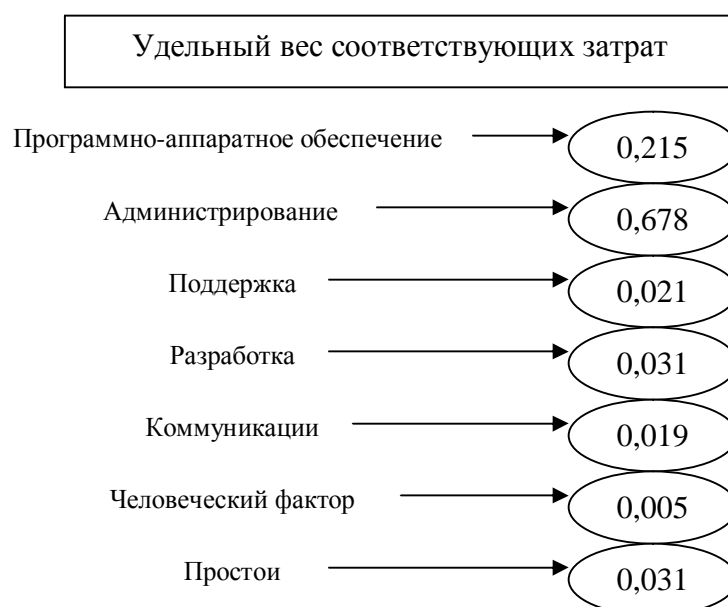 Удельный вес соответствующих затрат
Программно-аппаратное обеспечение 0,215
Администрирование 0,678
Поддержка 0,021
Разработка 0,031
Коммуникации 0,019
Человеческий фактор 0,005
Простои 0,031